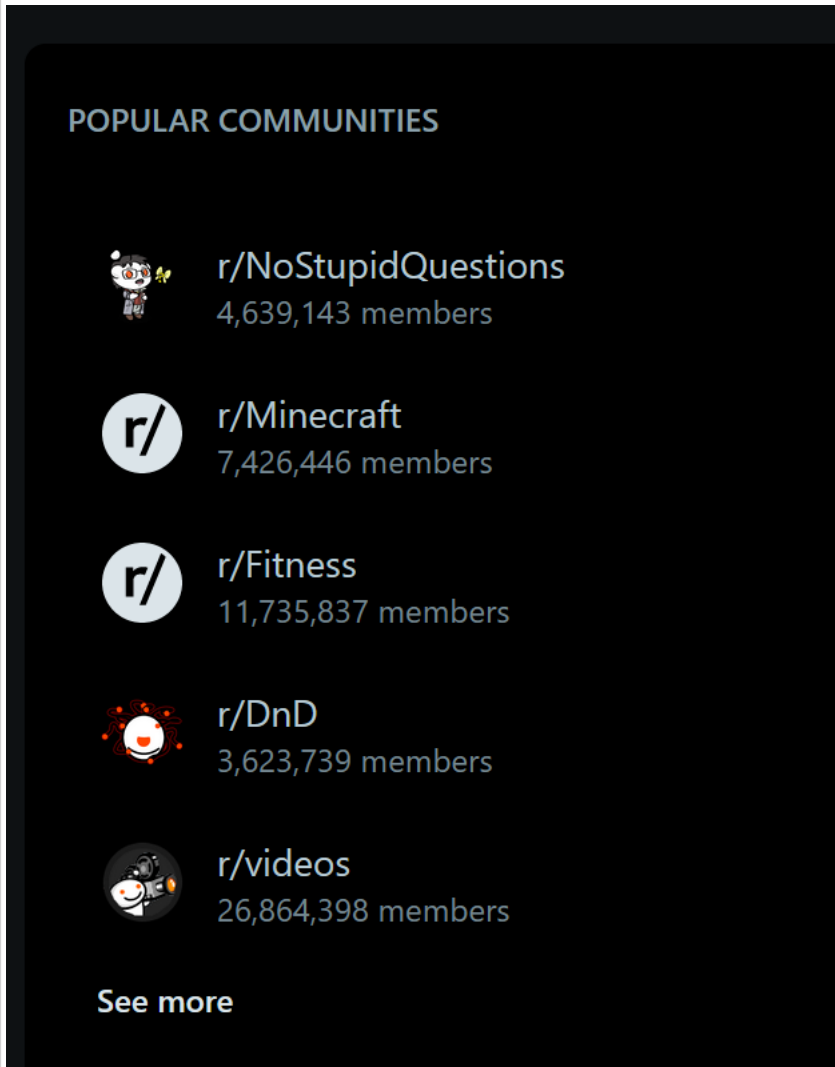 POPULAR COMMUNITIES
r/NoStupidQuestions
4,639,143 members
r/
r/Minecraft
7,426,446 members
r/
r/Fitness
11,735,837 members
r/DnD
3,623,739 members
r/videos
26,864,398 members
See more